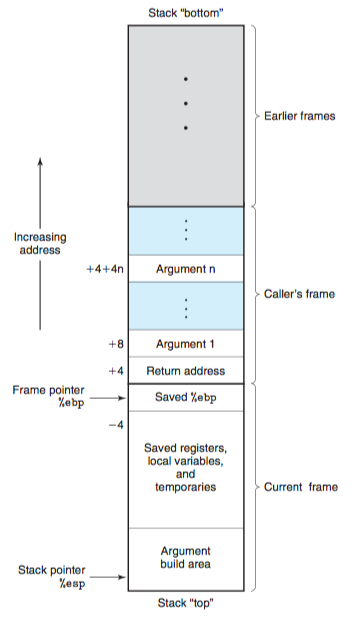 Stack “bottom”
Earlier frames
Increasing
address
+4+4n
Argument n
Caller’s frame
+8
Argument 1
+4
Return address
Frame pointer
%ebp
Saved %ebp
−4
Saved registers,
local variables,
and
temporaries
Current frame
Argument
build area
Stack pointer
%esp
Stack “top”